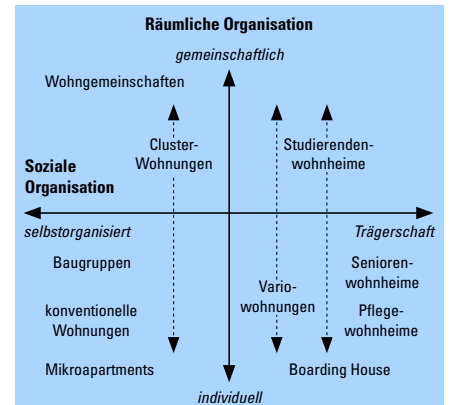 Räumliche Organisation
gemeinschaftlich
Wohngemeinschaften
Cluster-
Wohnungen
Studierenden-
wohnheime
Soziale
Organisation
selbstorganisiert
Trägerschaft
Baugruppen
Senioren-
wohnheime
Vario-
wohnungen
konventionelle
Wohnungen
Pflege-
wohnheime
Mikroapartments
Boarding House
individuell